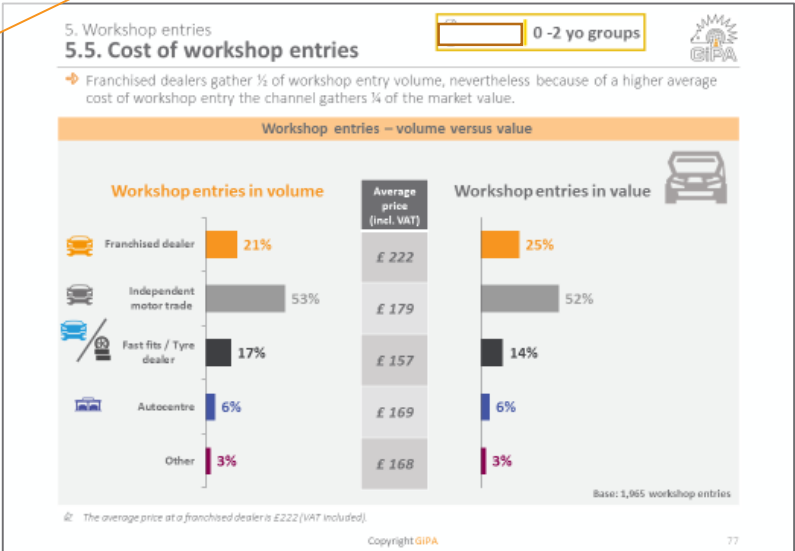 5. Workshop entries
5.5. Cost of workshop entries
0 -2 yo groups
GiPA
Franchised dealers gather ½ of workshop entry volume, nevertheless because of a higher average
cost of workshop entry the channel gathers ¼ of the market value.
Workshop entries – volume versus value
Workshop entries in volume
Average
price
(incl. VAT)
Workshop entries in value
Franchised dealer
21%
£ 222
25%
Independent
motor trade
53%
£ 179
52%
Fast fits / Tyre
dealer
17%
£ 157
14%
Autocentre
6%
£ 169
6%
Other
3%
£ 168
3%
Base: 1,965 workshop entries
The average price at a franchised dealer is £222 (VAT included).
Copyright GiPA
77